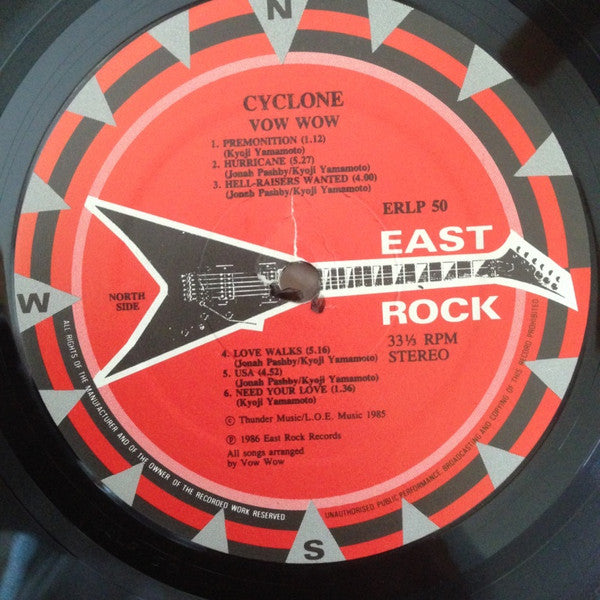 N
CYCLONE
VOW WOW
1. PREMONITION (1.12)
(Kyoji Yamamoto)
2. HURRICANE (5.27)
(Jonah Pashby/Kyoji Yamamoto)
3. HELL-RAISERS WANTED (4.00)
(Joneh Pashby/Kyoji Yamamoto)
ERLP 50
EAST
ROCK
W
NORTH
SIDE
33⅓ RPM
STEREO
4. LOVE WALKS (5.16)
(Jonah Pashby/Kyoji Yamamoto)
5. USA (4.52)
(Jonah Pashby/Kyoji Yamamoto)
6. NEED YOUR LOVE (1.36)
(Kyoji Yamamoto)
© Thunder Music/L.O.E. Music 1985
℗ 1986 East Rock Records
All songs arranged
by Vow Wow
ALL RIGHTS OF THE MANUFACTURER AND OF THE OWNER OF THE RECORDED WORK RESERVED
UNAUTHORISED PUBLIC PERFORMANCE BROADCASTING AND COPYING OF THIS RECORD PROHIBITED
S